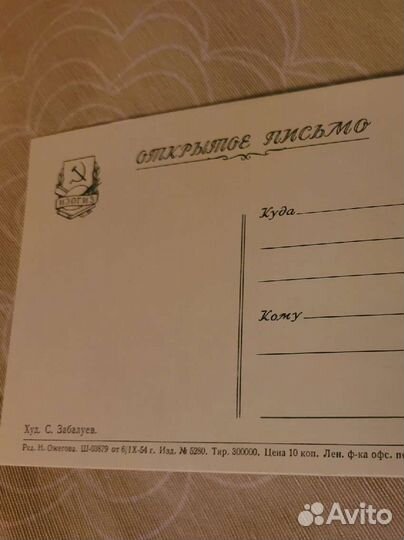 ОТКРЫТОЕ ПИСЬМО
ИЗОГИЗ
Куда
Кому
Худ. С. Забалуев.
Ред. Н. Ожегова. Ш-03879 от 6/IX-54 г. Изд. № 5280. Тир. 300000. Цена 10 коп. Лен. ф-ка офс. пе
Avito